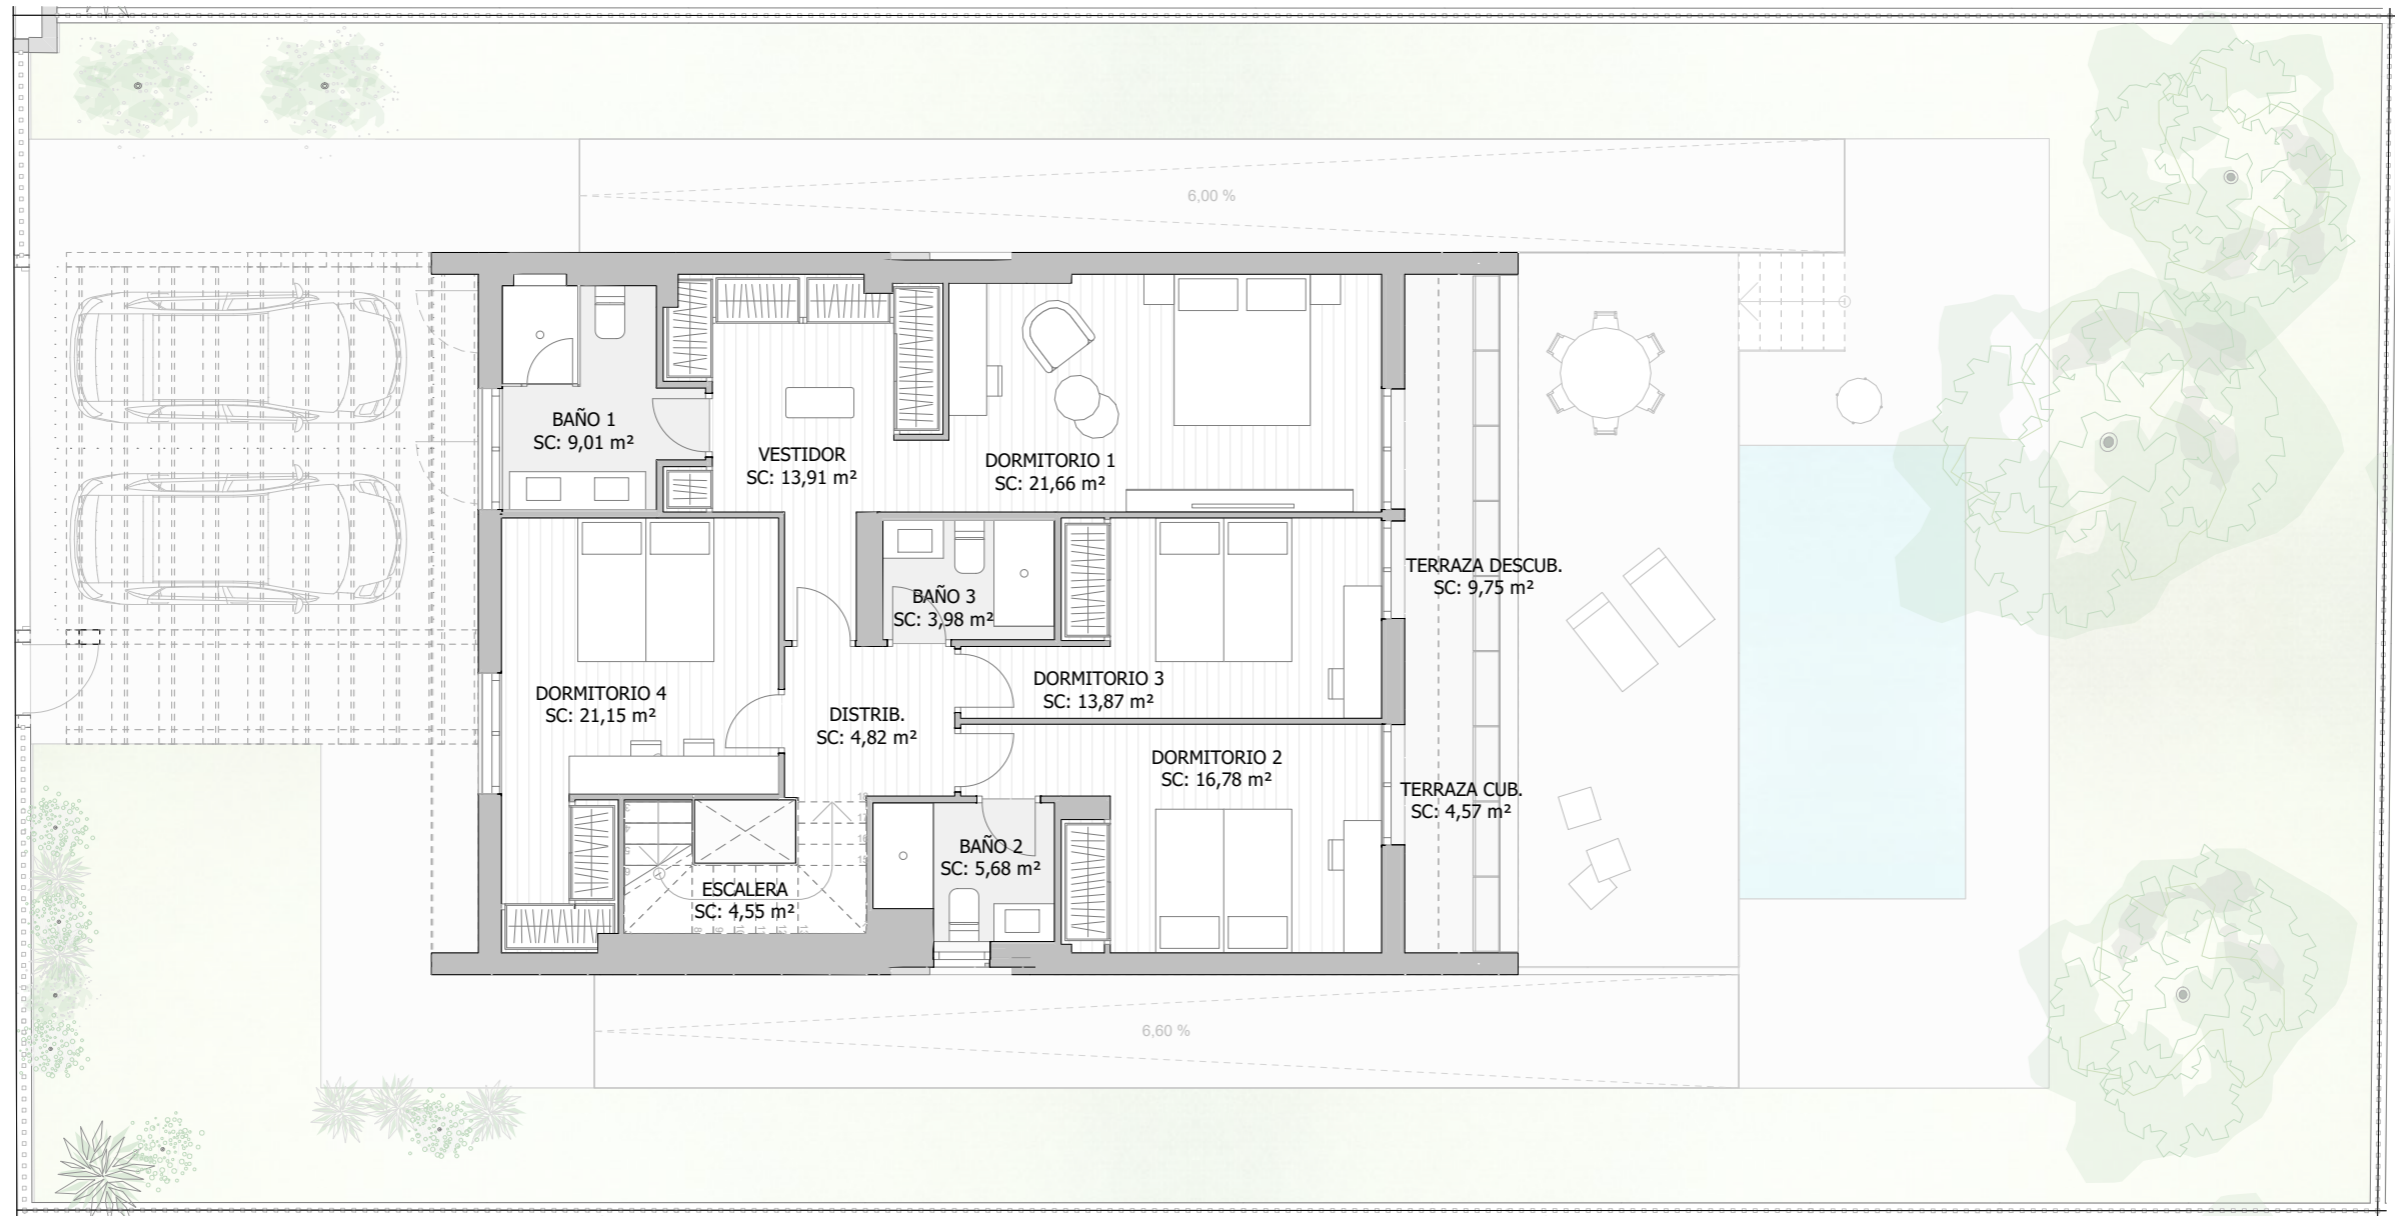 6,00 %
BAÑO 1
SC: 9,01 m²
VESTIDOR
SC: 13,91 m²
DORMITORIO 1
SC: 21,66 m²
TERRAZA DESCUB.
SC: 9,75 m²
BAÑO 3
SC: 3,98 m²
DORMITORIO 4
SC: 21,15 m²
DORMITORIO 3
SC: 13,87 m²
DISTRIB.
SC: 4,82 m²
DORMITORIO 2
SC: 16,78 m²
TERRAZA CUB.
SC: 4,57 m²
BAÑO 2
SC: 5,68 m²
ESCALERA
SC: 4,55 m²
6,60 %